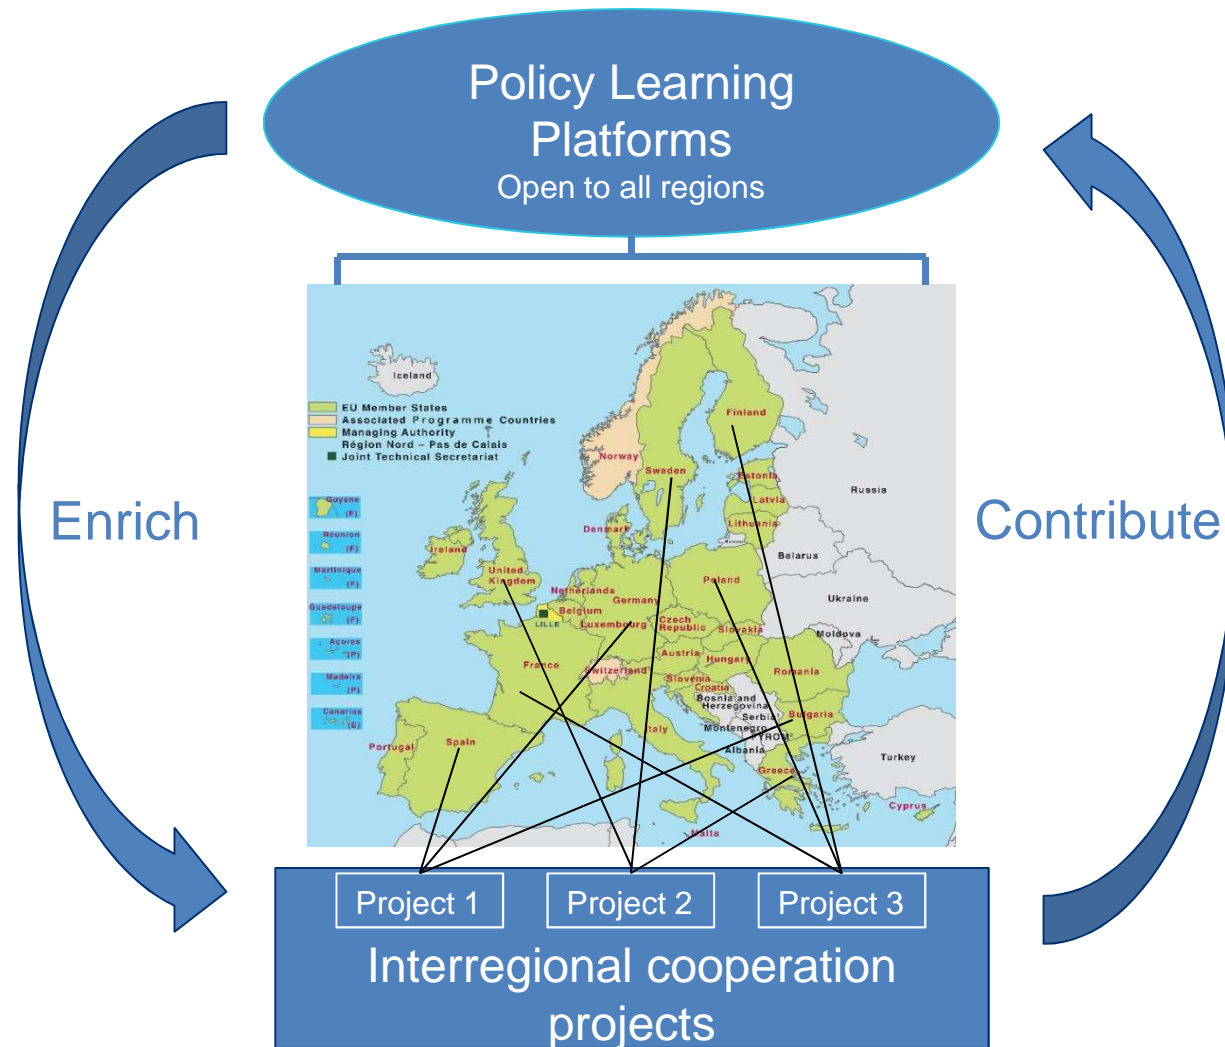 Policy Learning
Platforms
Open to all regions
Enrich
Contribute
Iceland
EU Member States
Associated Programme Countries
Managing Authority
Région Nord – Pas de Calais
Joint Technical Secretariat
Guyane
(F)
Réunion
(F)
Martinique
(F)
Guadeloupe
(F)
Açores
(P)
Madeira
(P)
Canarias
(E)
Finland
Norway
Sweden
Estonia
Russia
Latvia
Denmark
Lithuania
Ireland
Belarus
United
Kingdom
Poland
Netherlands
Germany
Ukraine
Belgium
LILLE
Luxembourg
Czech
Republic
Slovakia
Moldova
Austria
France
Hungary
Switzerland
Romania
Slovenia
Croatia
Bosnia and
Herzegovina
Serbia
Bulgaria
Montenegro
Italy
FYROM
Portugal
Spain
Albania
Turkey
Greece
Cyprus
Malta
Project 1
Project 2
Project 3
Interregional cooperation
projects